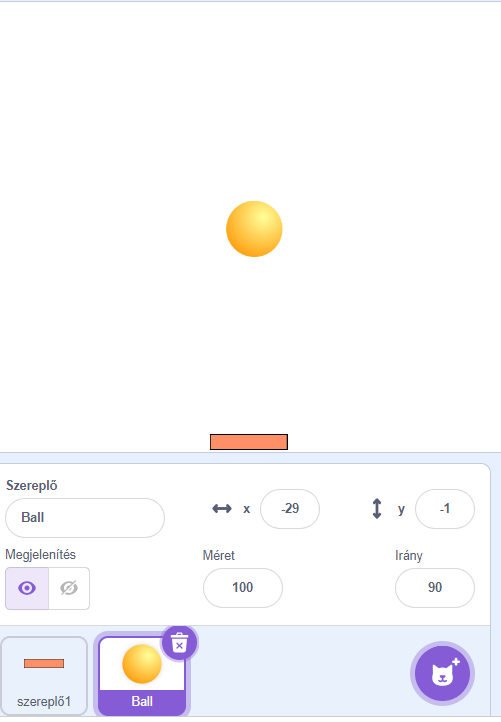 Szereplő
Ball
x
-29
y
-1
Megjelenítés
Méret
Irány
100
90
szereplő1
Ball